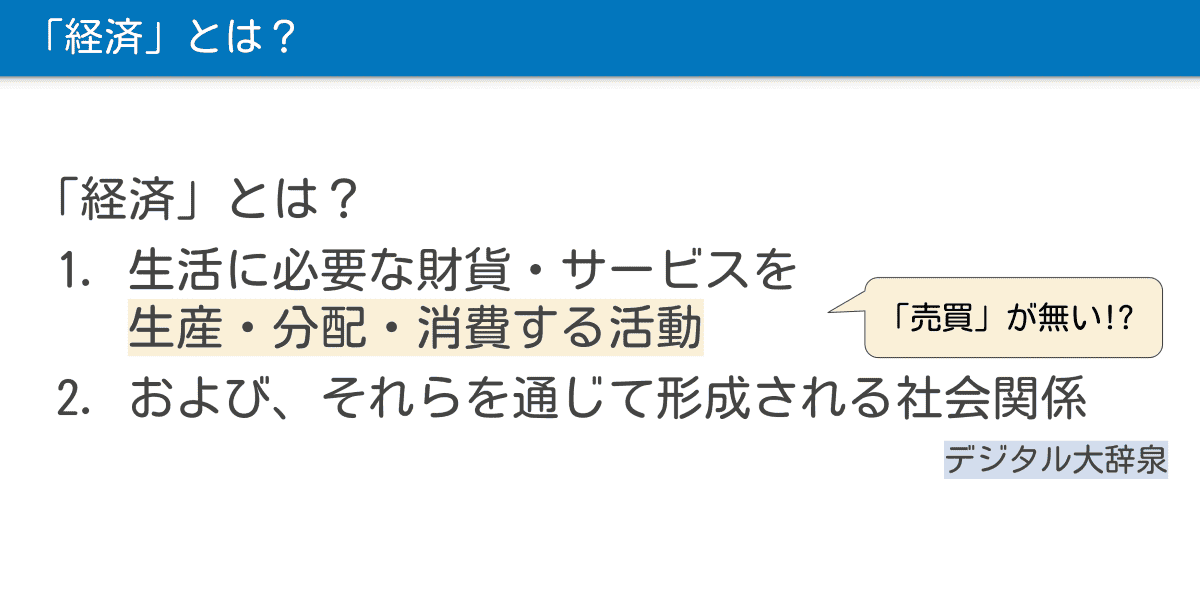 「経済」とは？
「経済」とは？
1. 生活に必要な財貨・サービスを
生産・分配・消費する活動
「売買」が無い!?
2. および、それらを通じて形成される社会関係
デジタル大辞泉